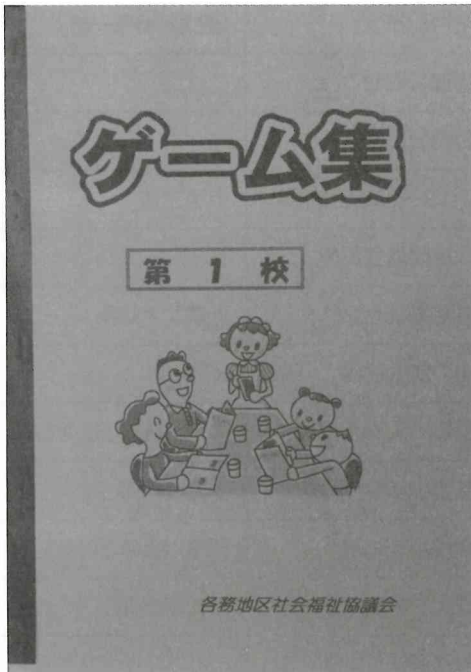 ゲーム集
第 1 校
各務地区社会福祉協議会